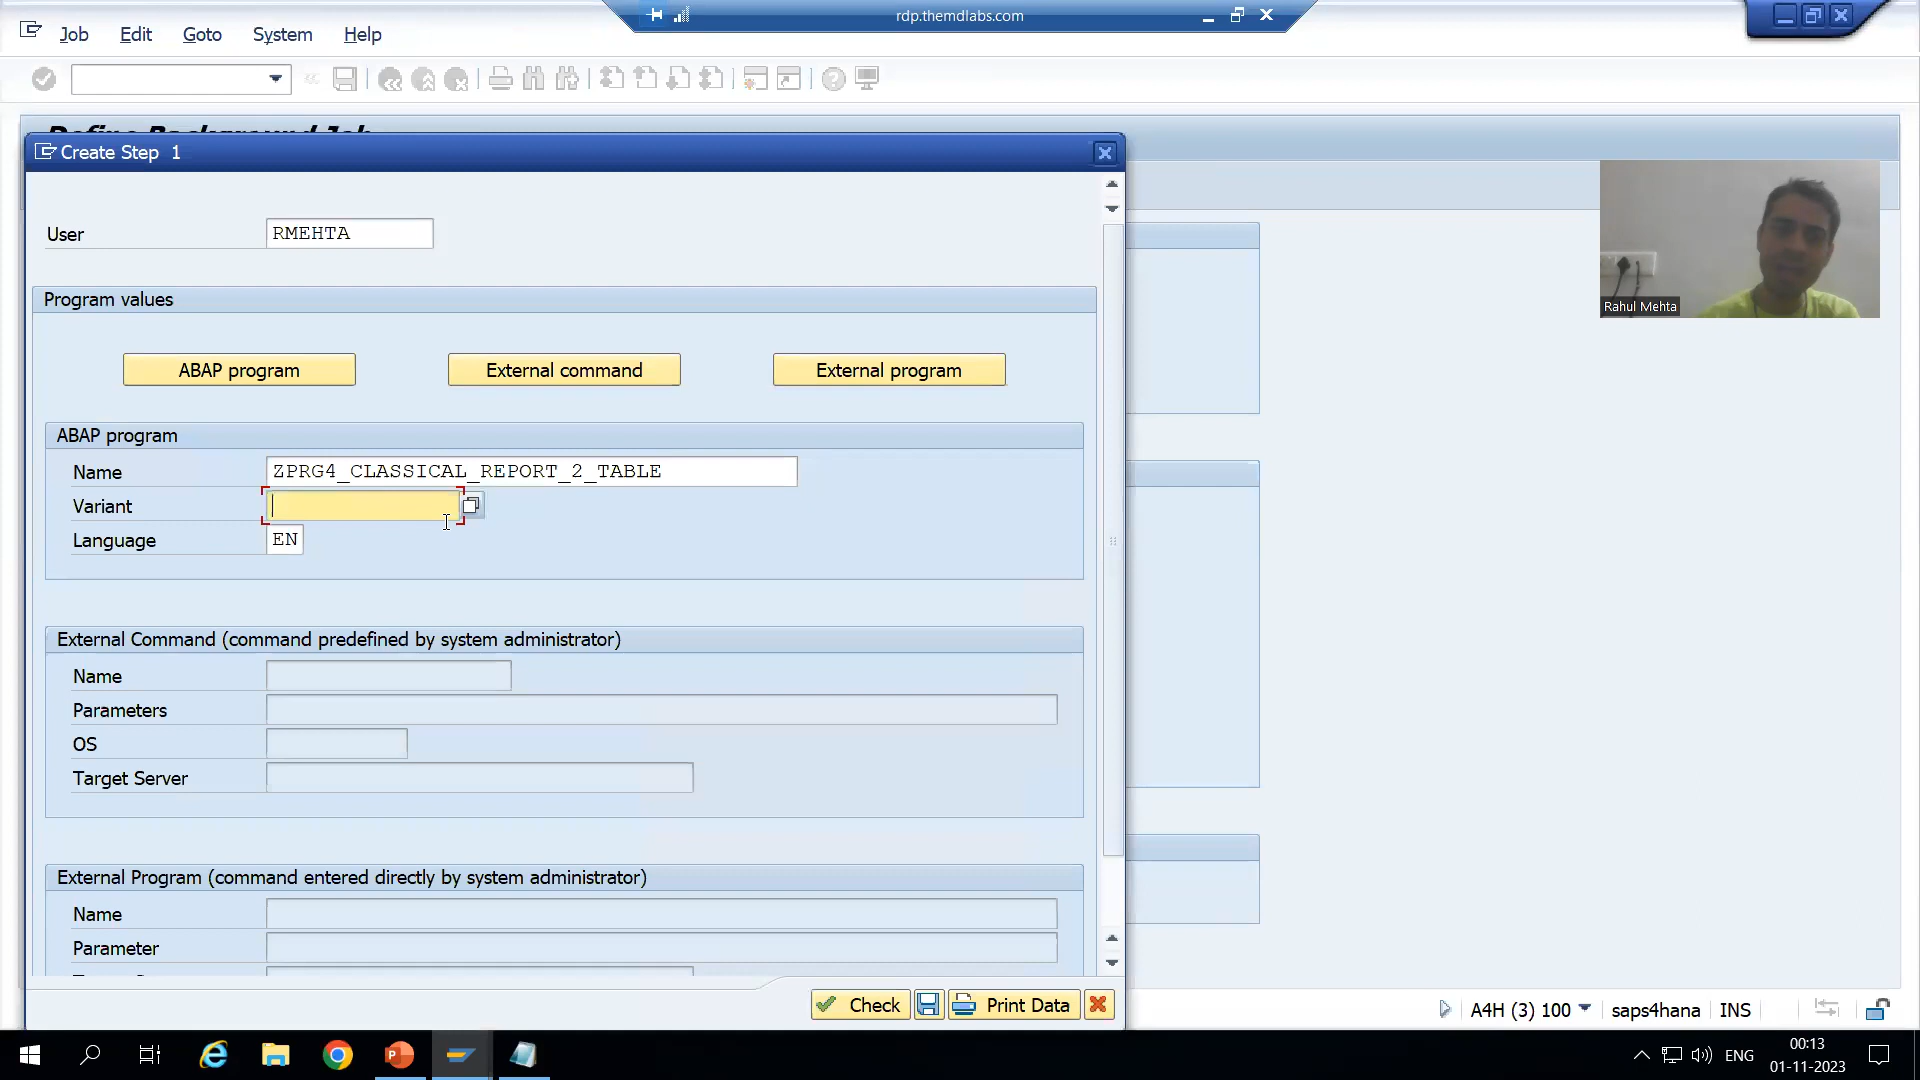 rdp.themdlabs.com
Job Edit Goto System Help
Define Background Job
Create Step 1
User RMEHTA
Program values
ABAP program External command External program
ABAP program
Name ZPRG4_CLASSICAL_REPORT_2_TABLE
Variant
Language EN
External Command (command predefined by system administrator)
Name
Parameters
OS
Target Server
External Program (command entered directly by system administrator)
Name
Parameter
Check Print Data
Rahul Mehta
A4H (3) 100 saps4hana INS
ENG
00:13
01-11-2023